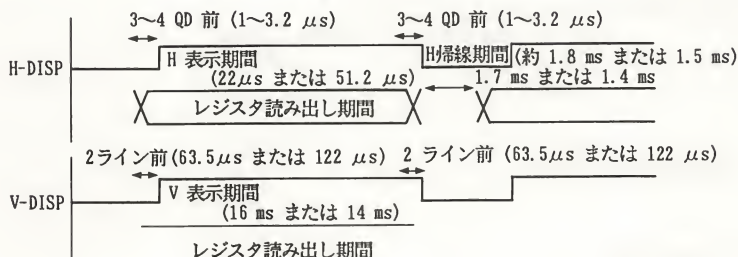 3〜4 QD 前 (1〜3.2 μs) 3〜4 QD 前 (1〜3.2 μs)
H-DISP
H 表示期間
(22μs または 51.2 μs)
H帰線期間 (約 1.8 ms または 1.5 ms)
1.7 ms または 1.4 ms
レジスタ読み出し期間
2ライン前(63.5μs または 122 μs) 2 ライン前 (63.5μs または 122 μs)
V-DISP
V 表示期間
(16 ms または 14 ms)
レジスタ読み出し期間